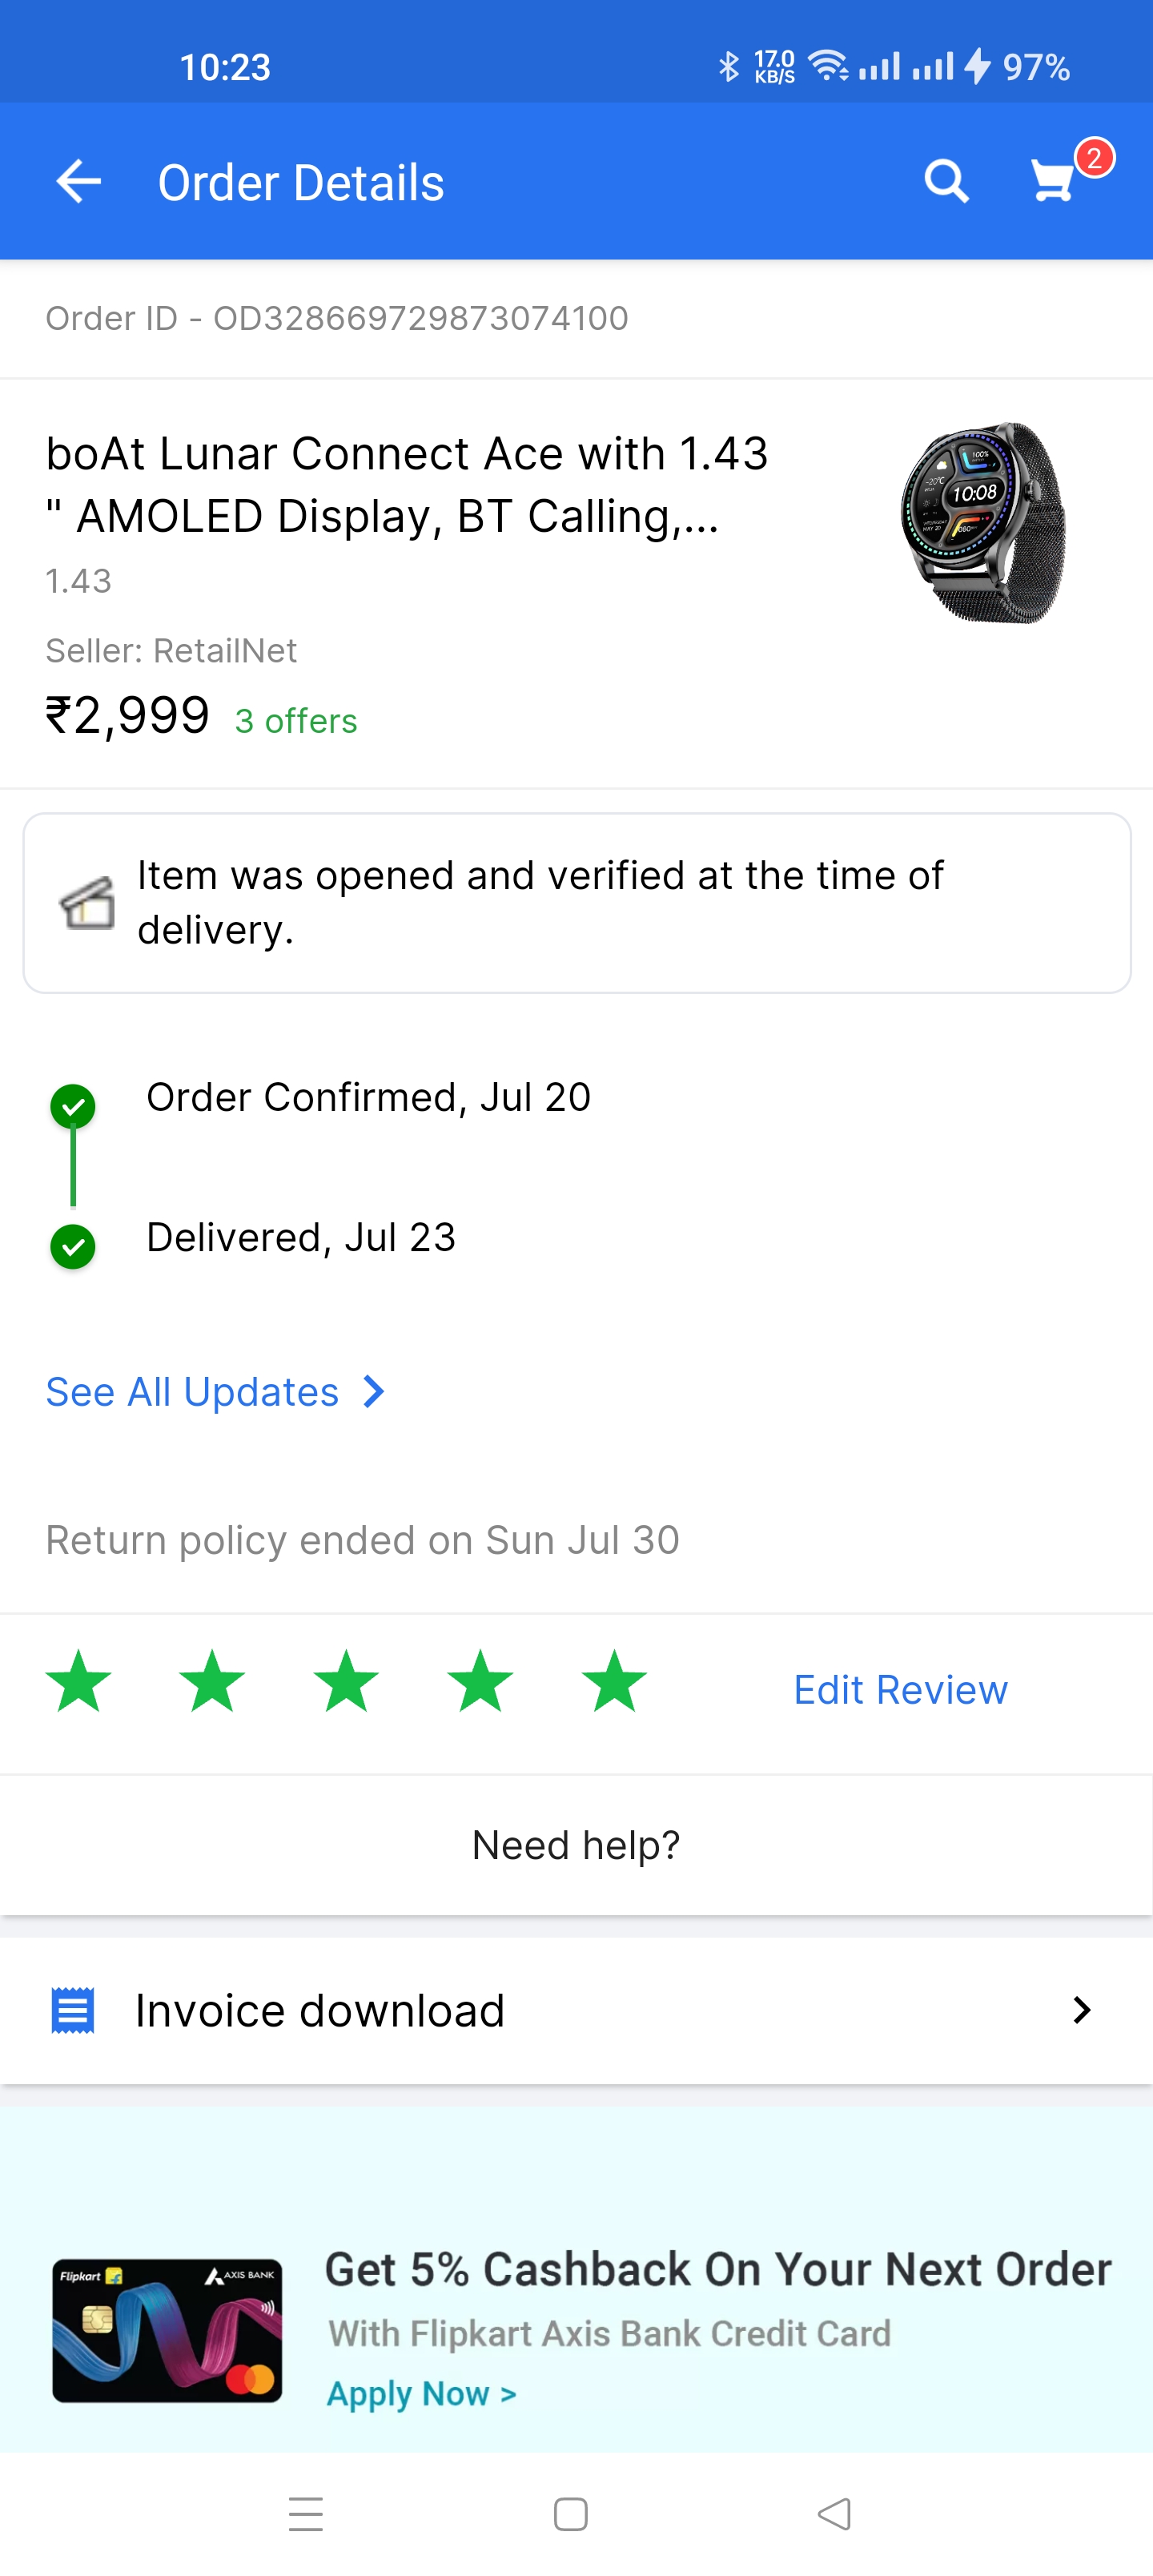 10:23
17.0
KB/S
97%
Order Details
2
Order ID - OD328669729873074100
boAt Lunar Connect Ace with 1.43
" AMOLED Display, BT Calling,...
1.43
Seller: RetailNet
₹2,999 3 offers
Item was opened and verified at the time of
delivery.
Order Confirmed, Jul 20
Delivered, Jul 23
See All Updates
Return policy ended on Sun Jul 30
Edit Review
Need help?
Invoice download
Flipkart
AXIS BANK
Get 5% Cashback On Your Next Order
With Flipkart Axis Bank Credit Card
Apply Now >
100%
10:08